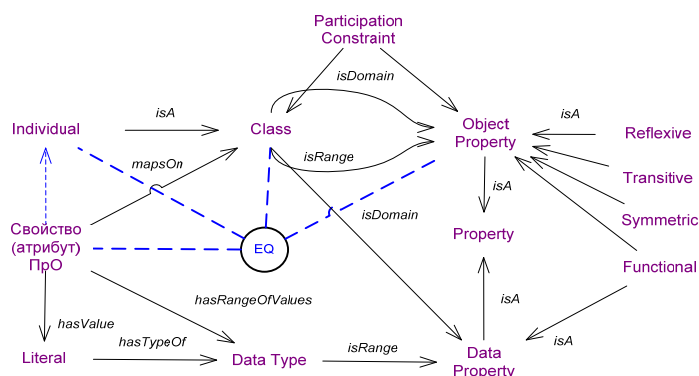 Participation
Constraint
isDomain
isA
isA
Individual
Class
Object
Property
Reflexive
mapsOn
isRange
isA
Transitive
isDomain
Symmetric
Свойство
(атрибут)
ПрО
EQ
Property
Functional
hasRangeOfValues
isA
hasValue
hasTypeOf
isRange
isA
Literal
Data Type
Data
Property